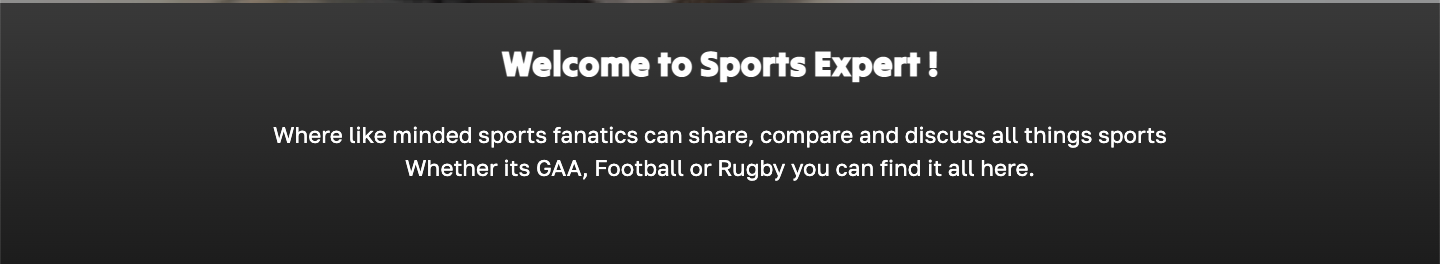 Welcome to Sports Expert !
Where like minded sports fanatics can share, compare and discuss all things sports
Whether its GAA, Football or Rugby you can find it all here.